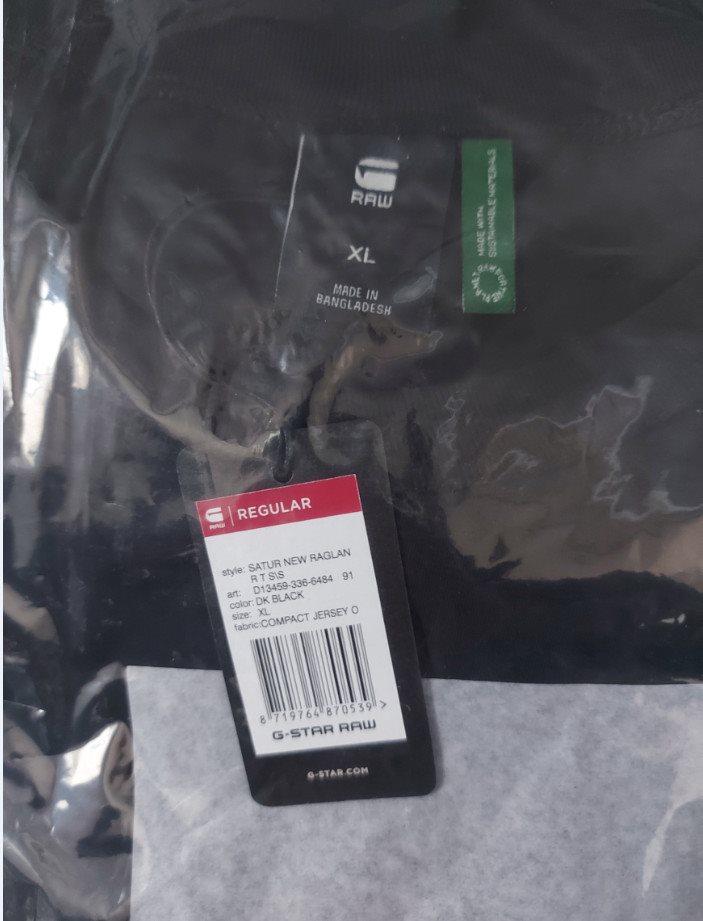 RAW
XL
MADE IN
BANGLADESH
MADE WITH
SUSTAINABLE MATERIALS
RAW
REGULAR
style: SATUR NEW RAGLAN
R T S\S
art: D13459-336-6484 91
color: DK BLACK
size: XL
fabric:COMPACT JERSEY O
8 719764 870539 >
G-STAR RAW
G-STAR.COM